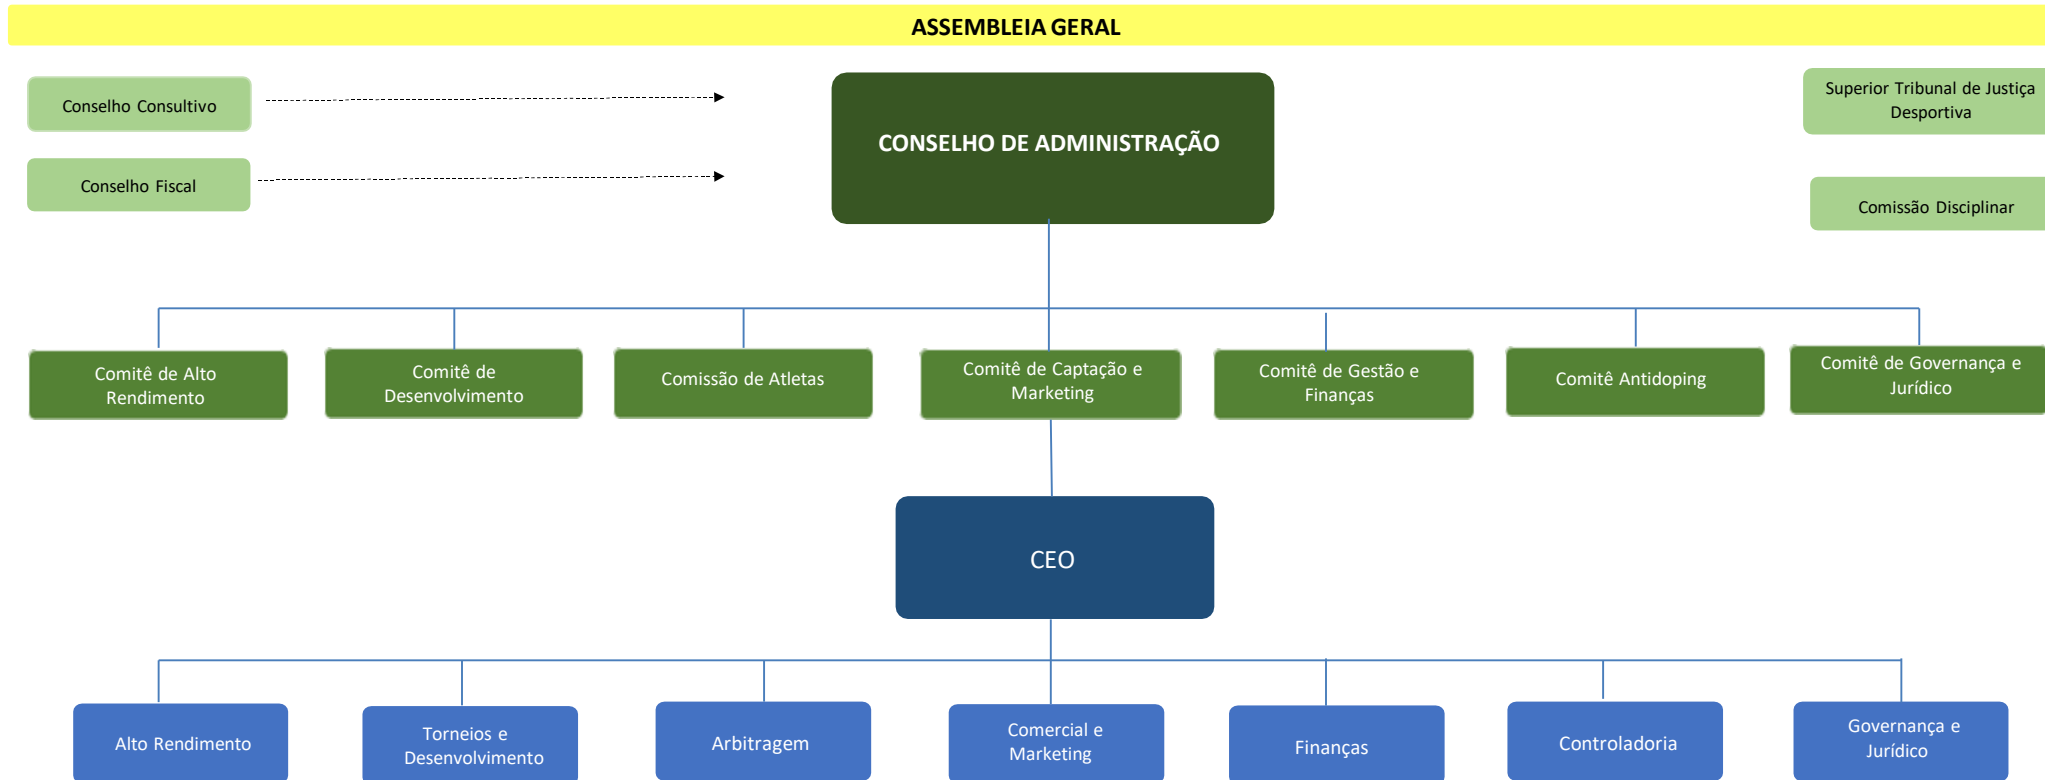 ASSEMBLEIA GERAL
Conselho Consultivo
Conselho Fiscal
CONSELHO DE ADMINISTRAÇÃO
Superior Tribunal de Justiça
Desportiva
Comissão Disciplinar
Comitê de Alto
Rendimento
Comitê de
Desenvolvimento
Comissão de Atletas
Comitê de Captação e
Marketing
Comitê de Gestão e
Finanças
Comitê Antidoping
Comitê de Governança e
Jurídico
CEO
Alto Rendimento
Torneios e
Desenvolvimento
Arbitragem
Comercial e
Marketing
Finanças
Controladoria
Governança e
Jurídico